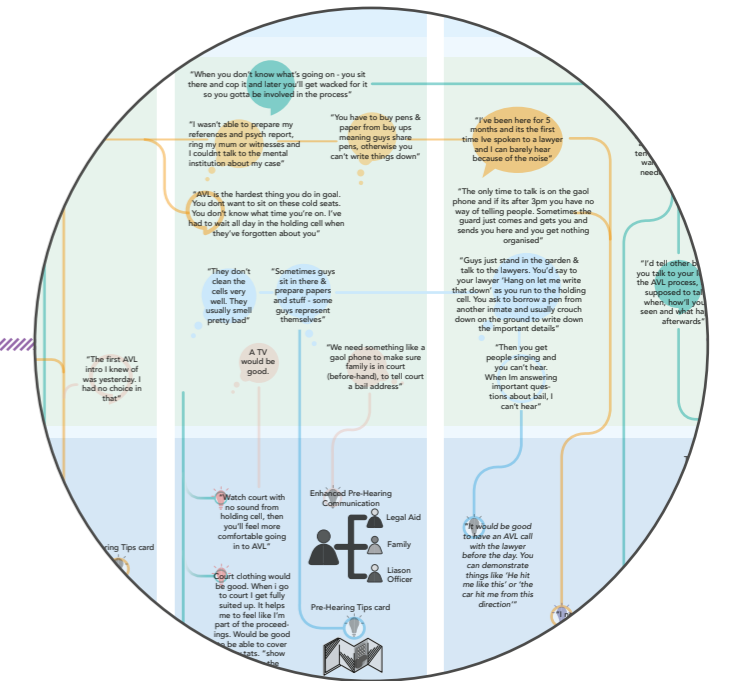 "When you don't know what's going on - you sit
there and cop it and later you'll get wacked for it
so you gotta be involved in the process"
"I wasn't able to prepare my
references and psych report,
ring my mum or witnesses and
I couldnt talk to the mental
institution about my case"
"You have to buy pens &
paper from buy ups
meaning guys share
pens, otherwise you
can't write things down"
"I've been here for 5
months and its the first
time Ive spoken to a lawyer
and I can barely hear
because of the noise"
"AVL is the hardest thing you do in goal.
You dont want to sit on these cold seats.
You don't know what time you're on. I've
had to wait all day in the holding cell when
they've forgotten about you"
"The only time to talk is on the gaol
phone and if its after 3pm you have no
way of telling people. Sometimes the
guard just comes and gets you and
sends you here and you get nothing
organised"
"They don't
clean the
cells very
well. They
usually smell
pretty bad"
"Sometimes guys
sit in there &
prepare papers
and stuff - some
guys represent
themselves"
"Guys just stand in the garden &
talk to the lawyers. You'd say to
your lawyer 'Hang on let me write
that down' as you run to the holding
cell. You ask to borrow a pen from
another inmate and usually crouch
down on the ground to write down
the important details"
"I'd tell other
you talk to your
the AVL process,
supposed to
when, how'll you
seen and what
afterwards"
"The first AVL
intro I knew of
was yesterday. I
had no choice in
that"
A TV
would be
good.
"We need something like a
gaol phone to make sure
family is in court
(before-hand), to tell court
a bail address"
"Then you get
people singing and
you can't hear.
When Im answering
important ques-
tions about bail, I
can't hear"
"Watch court with
no sound from
holding cell, then
you'll feel more
comfortable going
in to AVL"
Enhanced Pre-Hearing
Communication
Legal Aid
Family
Liason
Officer
"It would be good
to have an AVL call
with the lawyer
before the day. You
can demonstrate
things like 'He hit
me like this' or 'the
car hit me from this
direction'"
Tips card
Court clothing would
be good. When i go
to court I get fully
suited up. It helps
me to feel like I'm
part of the proceed-
ings. Would be good
be able to cover
tats. "show
the
Pre-Hearing Tips card